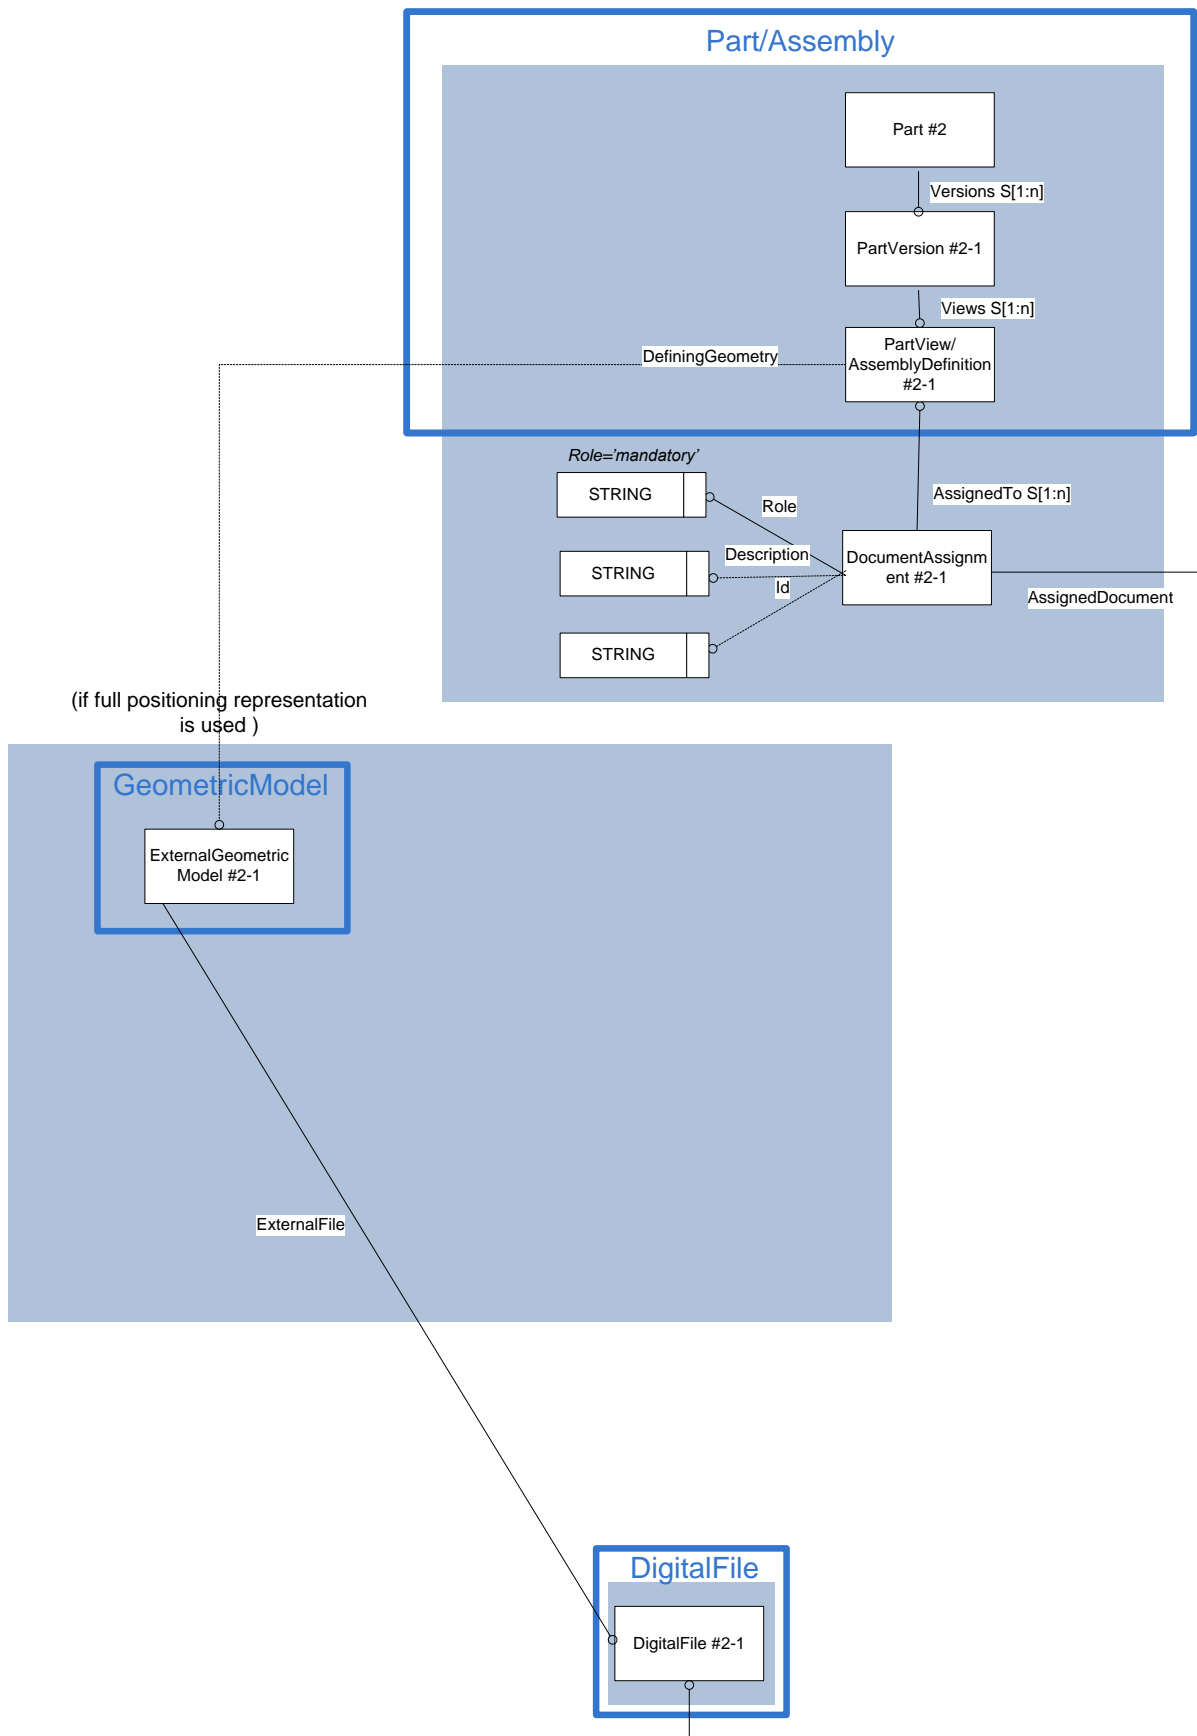 Part/Assembly
Part #2
Versions S[1:n]
PartVersion #2-1
Views S[1:n]
PartView/
AssemblyDefinition
#2-1
DefiningGeometry
Role='mandatory'
STRING
Role
AssignedTo S[1:n]
Description
DocumentAssignm
ent #2-1
STRING
Id
AssignedDocument
STRING
(if full positioning representation
is used )
GeometricModel
ExternalGeometric
Model #2-1
ExternalFile
DigitalFile
DigitalFile #2-1